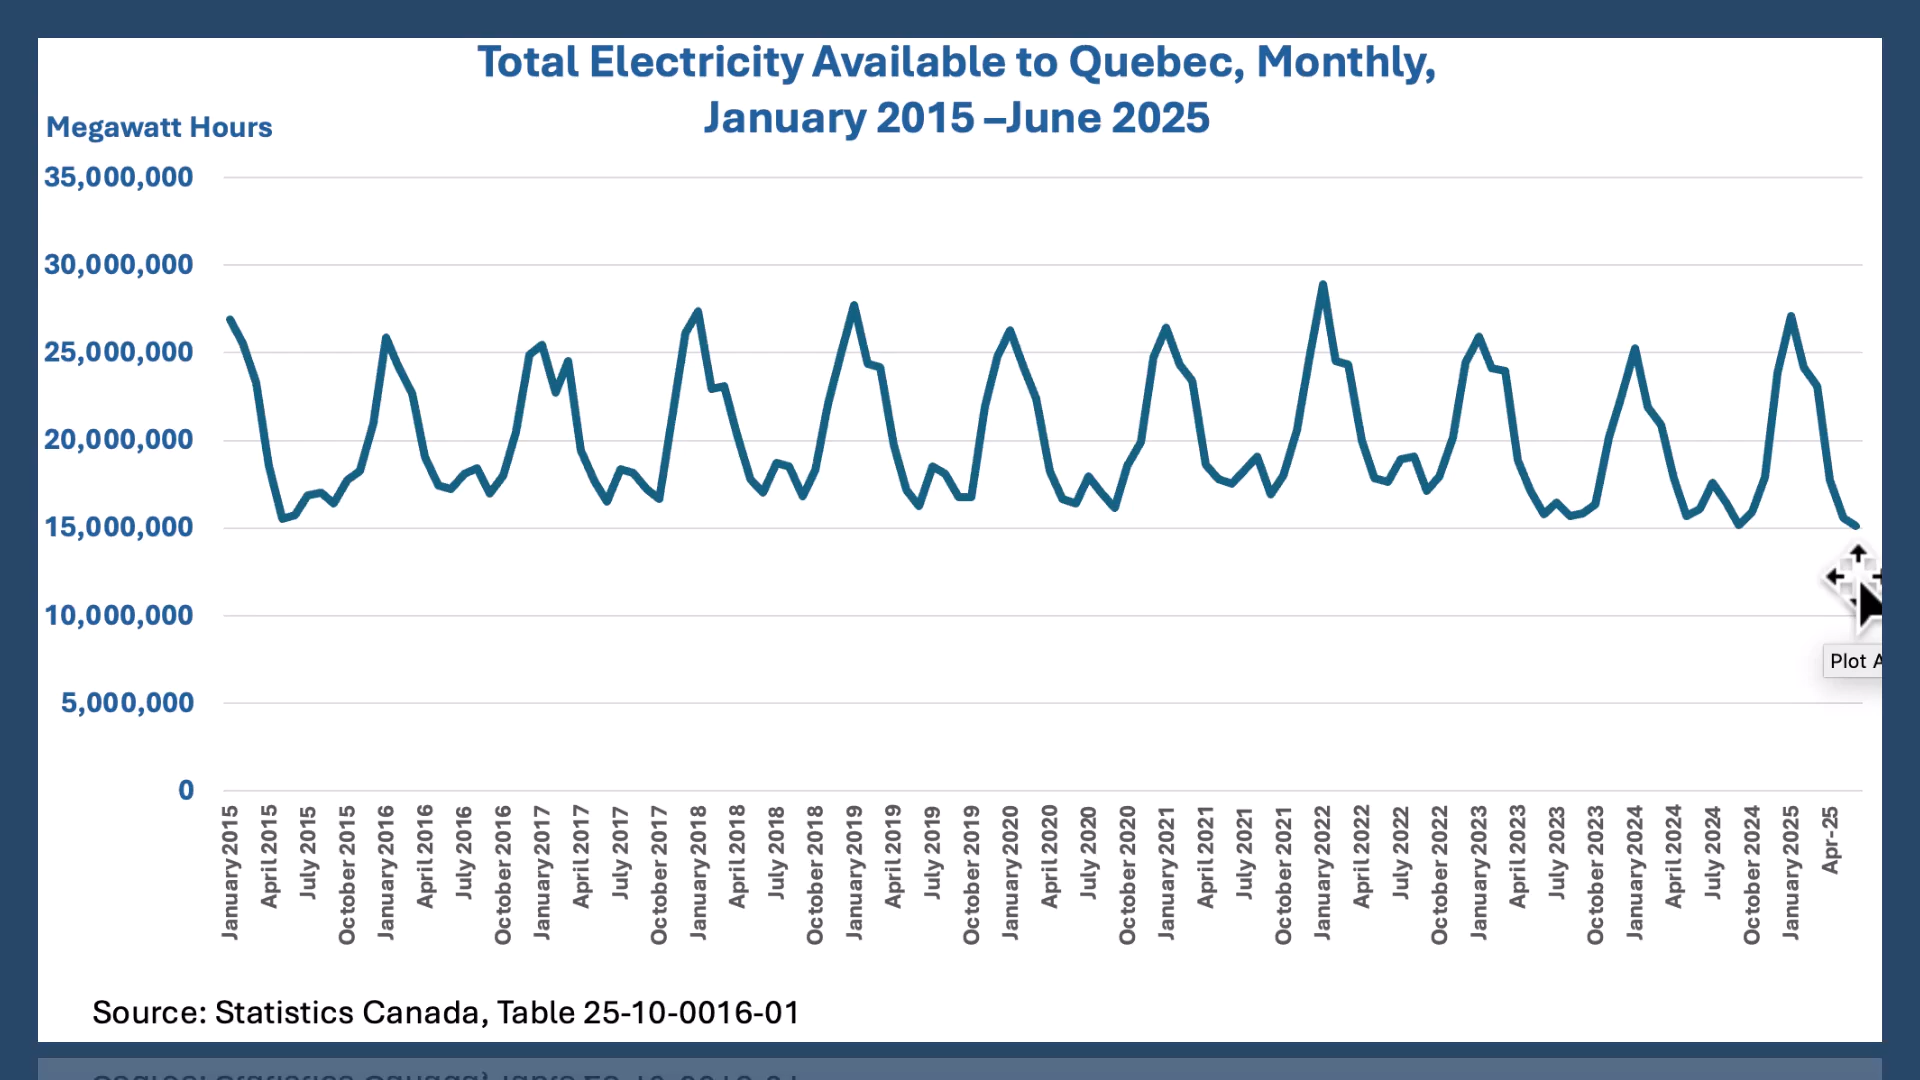 Total Electricity Available to Quebec, Monthly,
January 2015 –June 2025
Megawatt Hours
35,000,000
30,000,000
25,000,000
20,000,000
15,000,000
10,000,000
5,000,000
0
January 2015
April 2015
July 2015
October 2015
January 2016
April 2016
July 2016
October 2016
January 2017
April 2017
July 2017
October 2017
January 2018
April 2018
July 2018
October 2018
January 2019
April 2019
July 2019
October 2019
January 2020
April 2020
July 2020
October 2020
January 2021
April 2021
July 2021
October 2021
January 2022
April 2022
July 2022
October 2022
January 2023
April 2023
July 2023
October 2023
January 2024
April 2024
July 2024
October 2024
January 2025
Apr-25
Plot A
Source: Statistics Canada, Table 25-10-0016-01